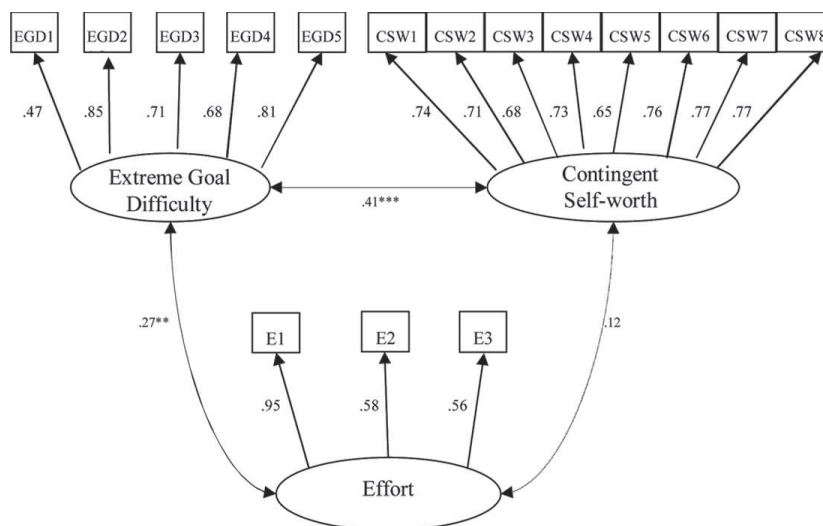 EGD1 EGD2 EGD3 EGD4 EGD5 CSW1 CSW2 CSW3 CSW4 CSW5 CSW6 CSW7 CSW8
.47 .85 .71 .68 .81 .74 .71 .68 .73 .65 .76 .77 .77
Extreme Goal
Difficulty
Contingent
Self-worth
.41***
.27**
.12
E1 E2 E3
.95 .58 .56
Effort